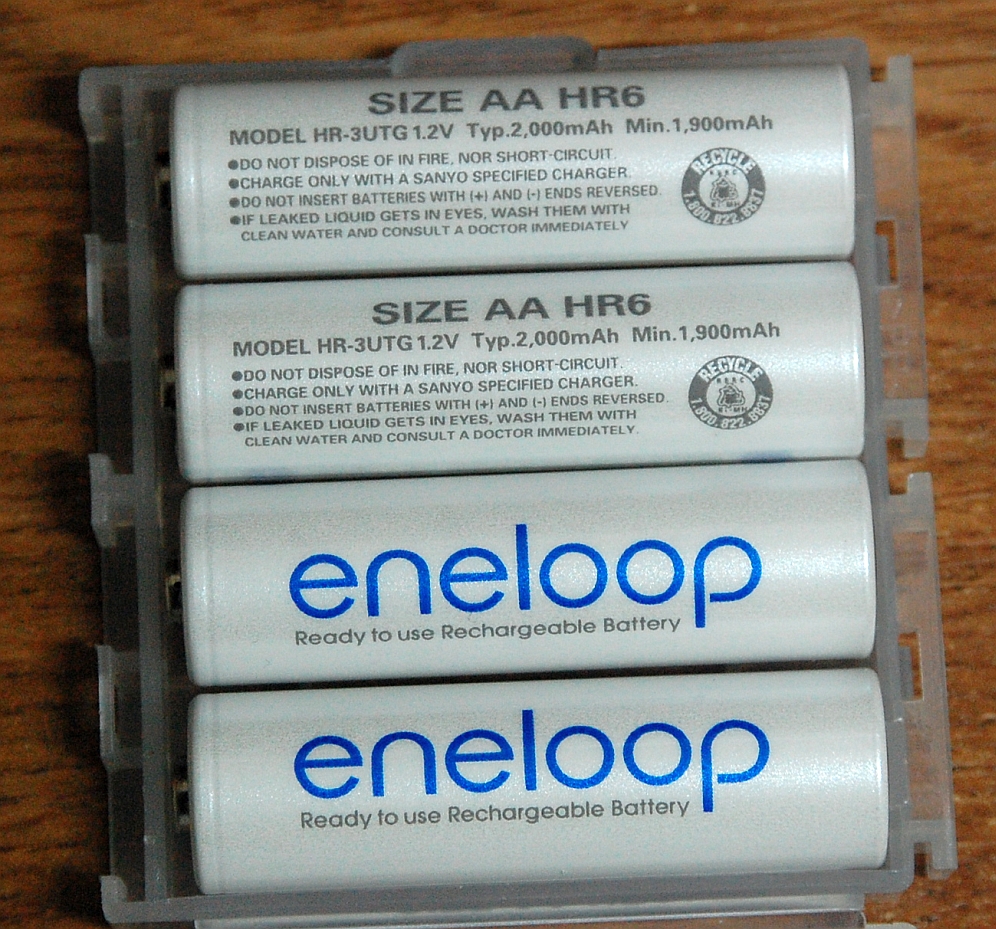 SIZE AA HR6
MODEL HR-3UTG 1.2V Typ.2,000mAh Min.1,900mAh
●DO NOT DISPOSE OF IN FIRE, NOR SHORT-CIRCUIT.
●CHARGE ONLY WITH A SANYO SPECIFIED CHARGER.
●DO NOT INSERT BATTERIES WITH (+) AND (-) ENDS REVERSED.
●IF LEAKED LIQUID GETS IN EYES, WASH THEM WITH
CLEAN WATER AND CONSULT A DOCTOR IMMEDIATELY
RECYCLE
1.800.822.8837
SIZE AA HR6
MODEL HR-3UTG 1.2V Typ.2,000mAh Min.1,900mAh
●DO NOT DISPOSE OF IN FIRE, NOR SHORT-CIRCUIT.
●CHARGE ONLY WITH A SANYO SPECIFIED CHARGER.
●DO NOT INSERT BATTERIES WITH (+) AND (-) ENDS REVERSED.
●IF LEAKED LIQUID GETS IN EYES, WASH THEM WITH
CLEAN WATER AND CONSULT A DOCTOR IMMEDIATELY.
RECYCLE
1.800.822.8837
eneloop
Ready to use Rechargeable Battery
eneloop
Ready to use Rechargeable Battery